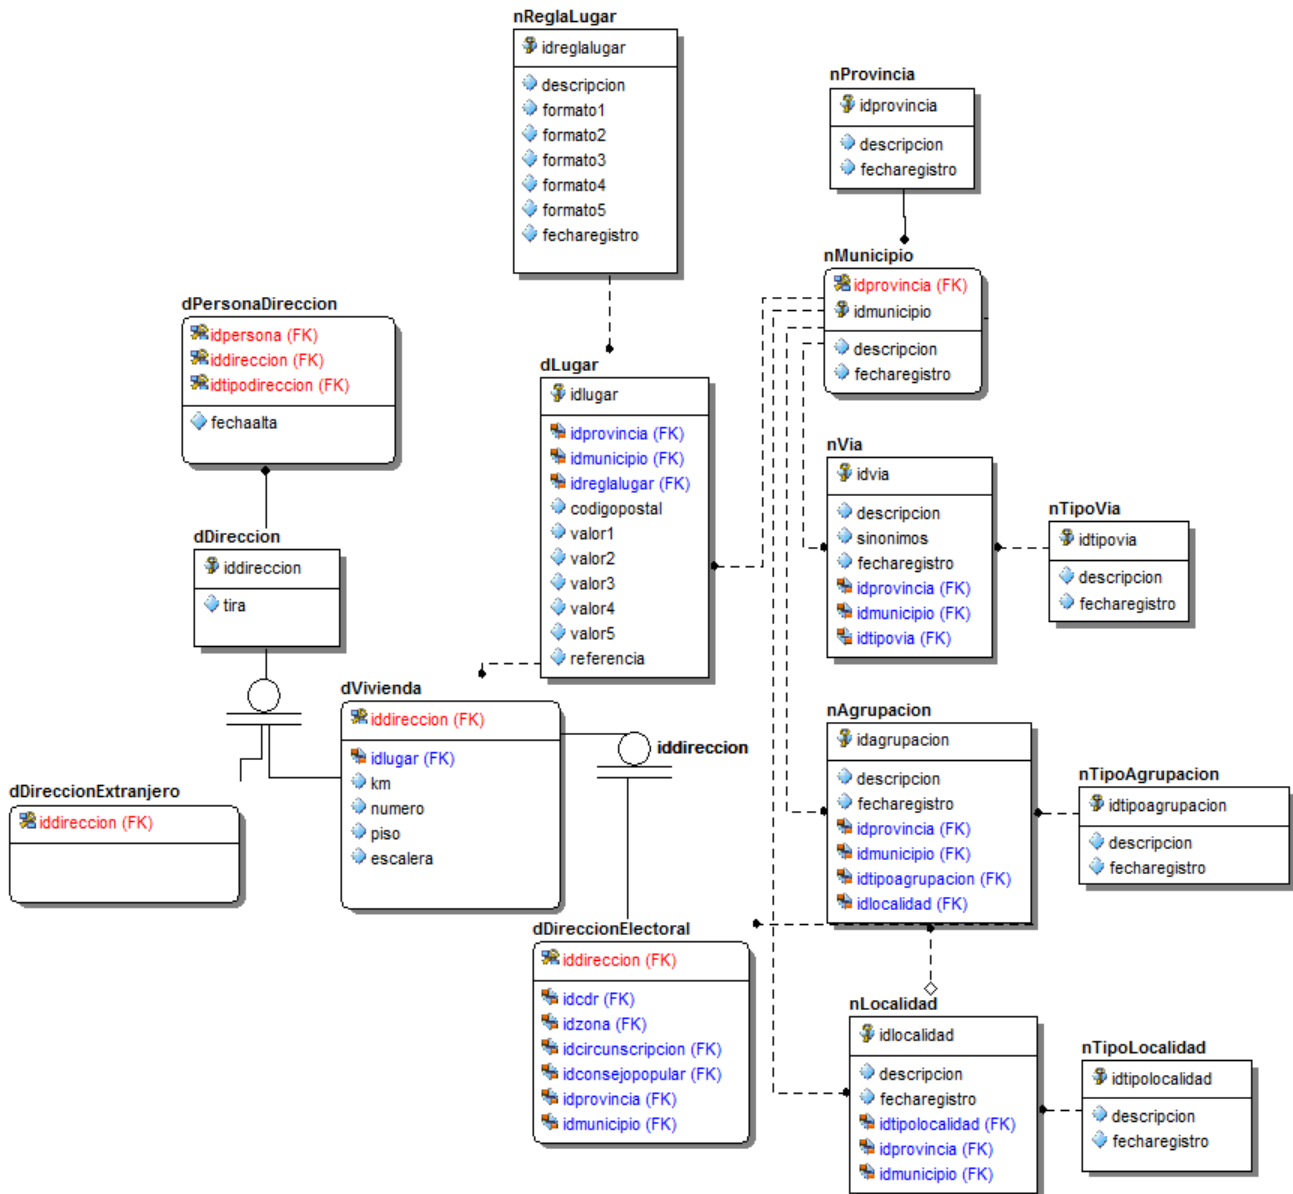 nReglaLugar
idreglalugar
descripcion
formato1
formato2
formato3
formato4
formato5
fecharegistro
nProvincia
idprovincia
descripcion
fecharegistro
nMunicipio
idprovincia (FK)
idmunicipio
descripcion
fecharegistro
dPersonaDireccion
idpersona (FK)
iddireccion (FK)
idtipodireccion (FK)
fechaalta
dLugar
idlugar
idprovincia (FK)
idmunicipio (FK)
idreglalugar (FK)
codigopostal
valor1
valor2
valor3
valor4
valor5
referencia
nVia
idvia
descripcion
sinonimos
fecharegistro
idprovincia (FK)
idmunicipio (FK)
idtipovia (FK)
nTipoVia
idtipovia
descripcion
fecharegistro
dDireccion
iddireccion
tira
dVivienda
iddireccion (FK)
idlugar (FK)
km
numero
piso
escalera
iddireccion
dDireccionExtranjero
iddireccion (FK)
nAgrupacion
idagrupacion
descripcion
fecharegistro
idprovincia (FK)
idmunicipio (FK)
idtipoagrupacion (FK)
idlocalidad (FK)
nTipoAgrupacion
idtipoagrupacion
descripcion
fecharegistro
dDireccionElectoral
iddireccion (FK)
idcdr (FK)
idzona (FK)
idcircunscripcion (FK)
idconsejopopular (FK)
idprovincia (FK)
idmunicipio (FK)
nLocalidad
idlocalidad
descripcion
fecharegistro
idtipolocalidad (FK)
idprovincia (FK)
idmunicipio (FK)
nTipoLocalidad
idtipolocalidad
descripcion
fecharegistro